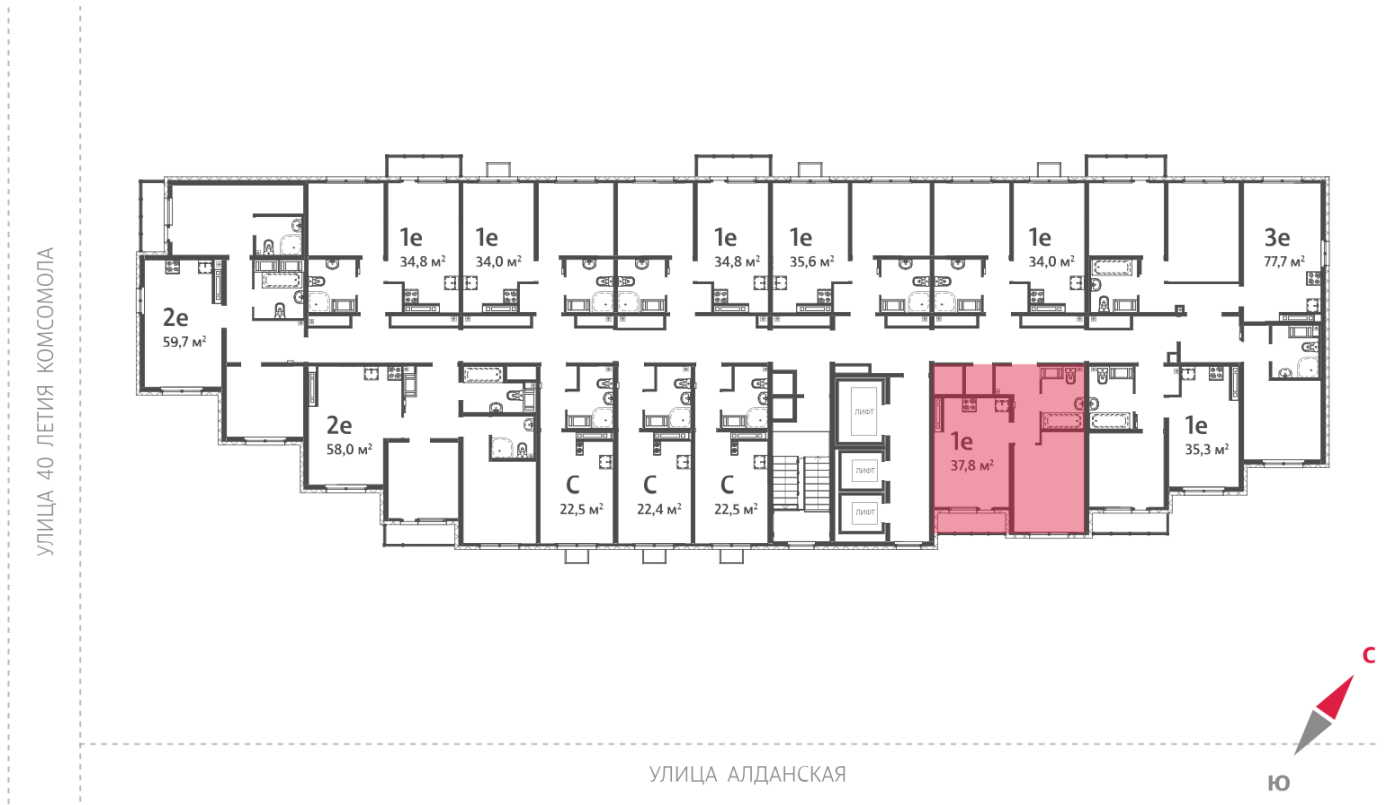 УЛИЦА 40 ЛЕТИЯ КОМСОМОЛА
1е
34,8 м²
1е
34,0 м²
1е
34,8 м²
1е
35,6 м²
1е
34,0 м²
3е
77,7 м²
2е
59,7 м²
2е
58,0 м²
С
22,5 м²
С
22,4 м²
С
22,5 м²
ЛИФТ
ЛИФТ
ЛИФТ
1е
37,8 м²
1е
35,3 м²
С
Ю
УЛИЦА АЛДАНСКАЯ